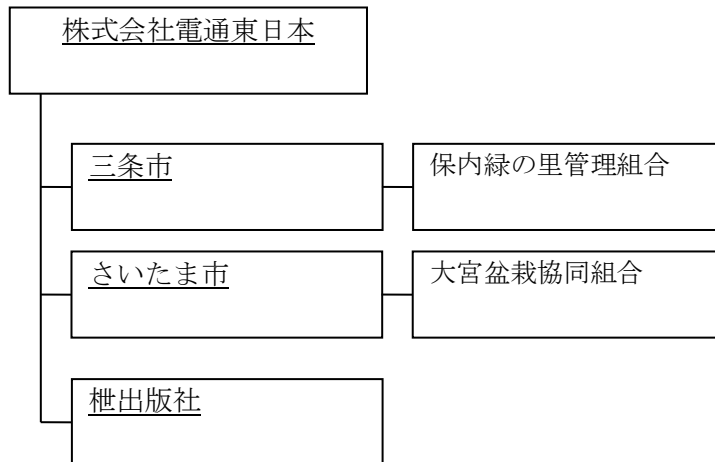 株式会社電通東日本
三条市
保内緑の里管理組合
さいたま市
大宮盆栽協同組合
枻出版社